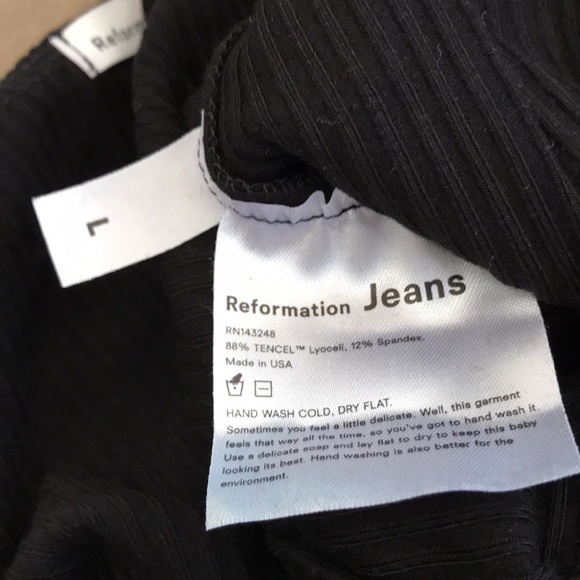 Reform
L
Reformation Jeans
RN143248
88% TENCEL™ Lyocell, 12% Spandex.
Made in USA
HAND WASH COLD, DRY FLAT.
Sometimes you feel a little delicate. Well, this garment
feels that way all the time, so you've got to hand wash it.
Use a delicate soap and lay flat to dry to keep this baby
looking its best. Hand washing is also better for the
environment.